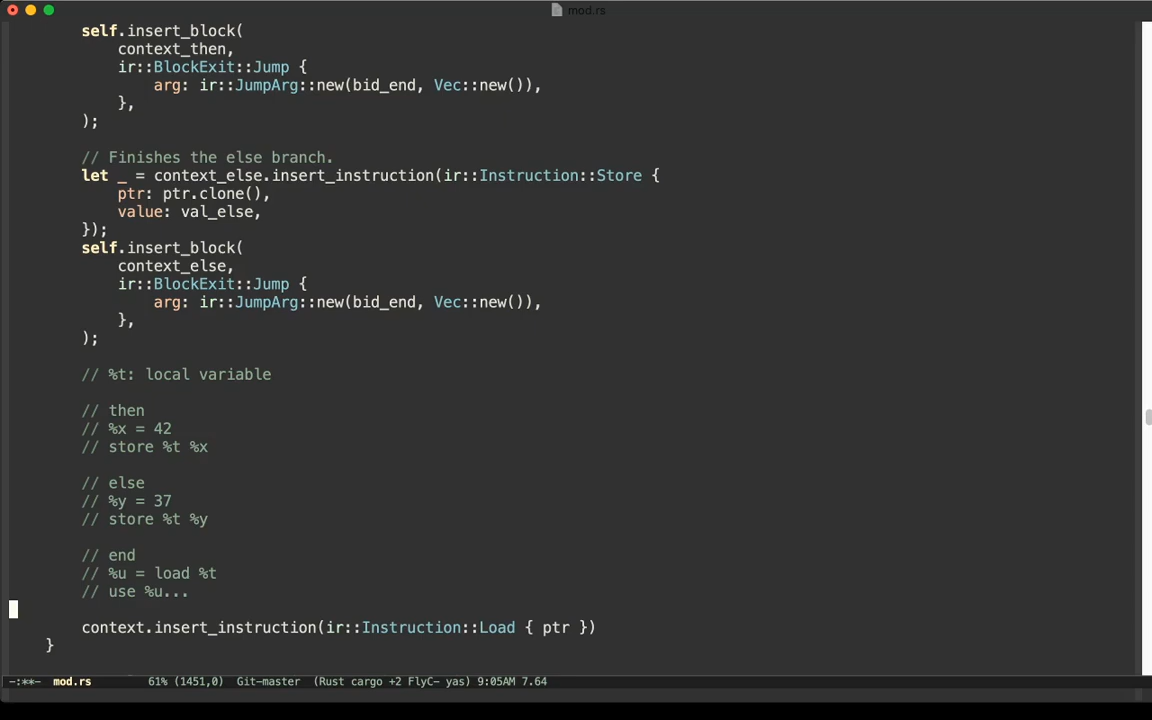 mod.rs
self.insert_block(
context_then,
ir::BlockExit::Jump {
arg: ir::JumpArg::new(bid_end, Vec::new()),
},
);
// Finishes the else branch.
let _ = context_else.insert_instruction(ir::Instruction::Store {
ptr: ptr.clone(),
value: val_else,
});
self.insert_block(
context_else,
ir::BlockExit::Jump {
arg: ir::JumpArg::new(bid_end, Vec::new()),
},
);
// %t: local variable
// then
// %x = 42
// store %t %x
// else
// %y = 37
// store %t %y
// end
// %u = load %t
// use %u...
context.insert_instruction(ir::Instruction::Load { ptr })
}
-:**- mod.rs 61% (1451,0) Git-master (Rust cargo +2 FlyC- yas) 9:05AM 7.64